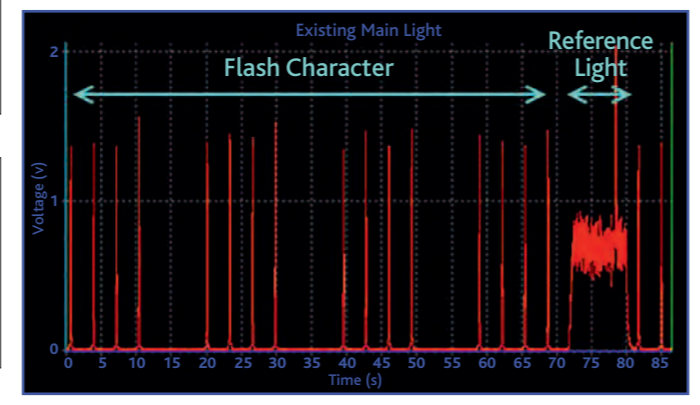 Existing Main Light
Reference
Light
Flash Character
2
1
0
Voltage (v)
0 5 10 15 20 25 30 35 40 45 50 55 60 65 70 75 80 85
Time (s)